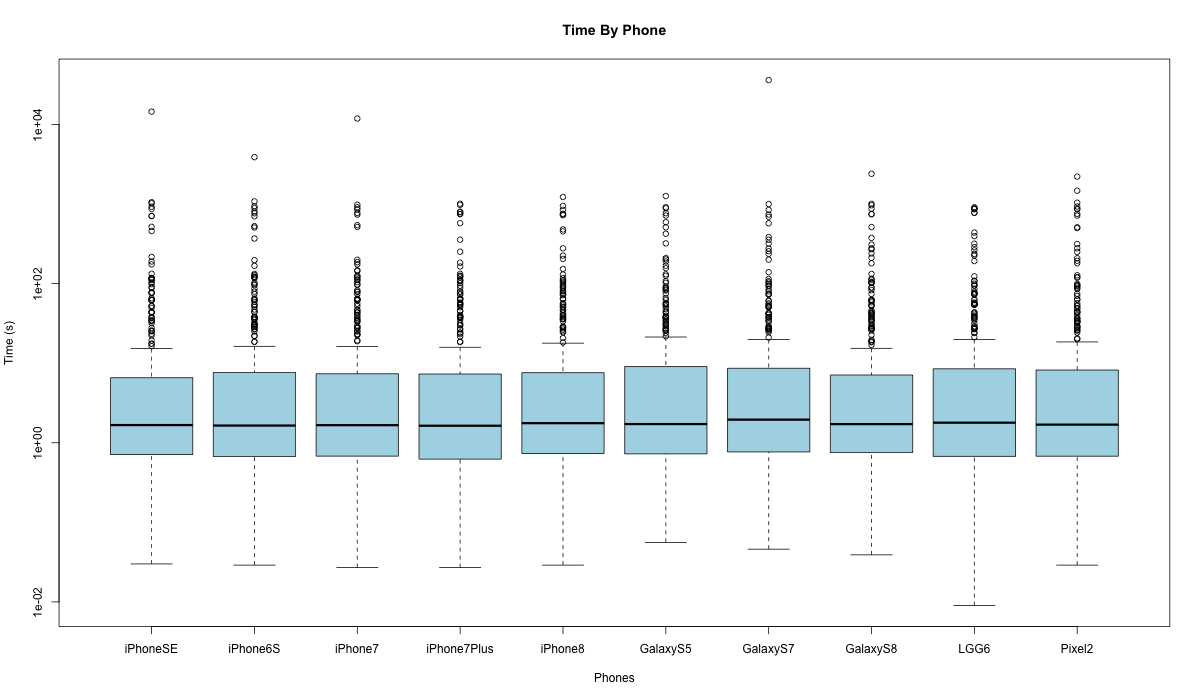 Time By Phone
Time (s)
1e+04
1e+02
1e+00
1e-02
iPhoneSE iPhone6S iPhone7 iPhone7Plus iPhone8 GalaxyS5 GalaxyS7 GalaxyS8 LGG6 Pixel2
Phones